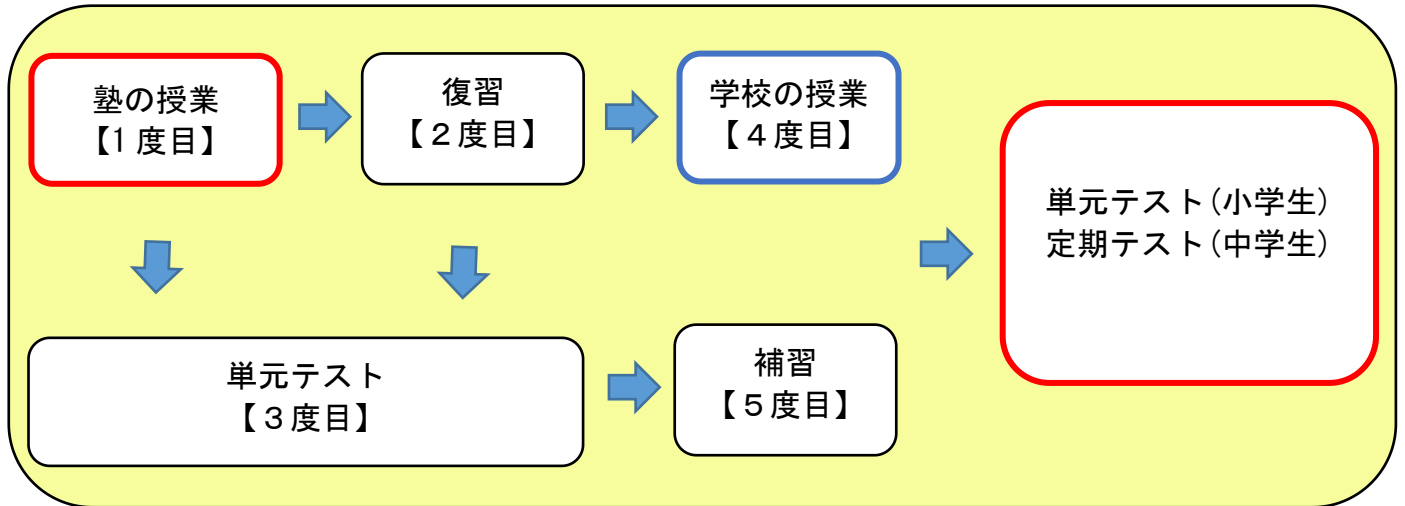 塾の授業
【1度目】
復習
【２度目】
学校の授業
【４度目】
単元テスト(小学生)
定期テスト(中学生)
単元テスト
【３度目】
補習
【５度目】